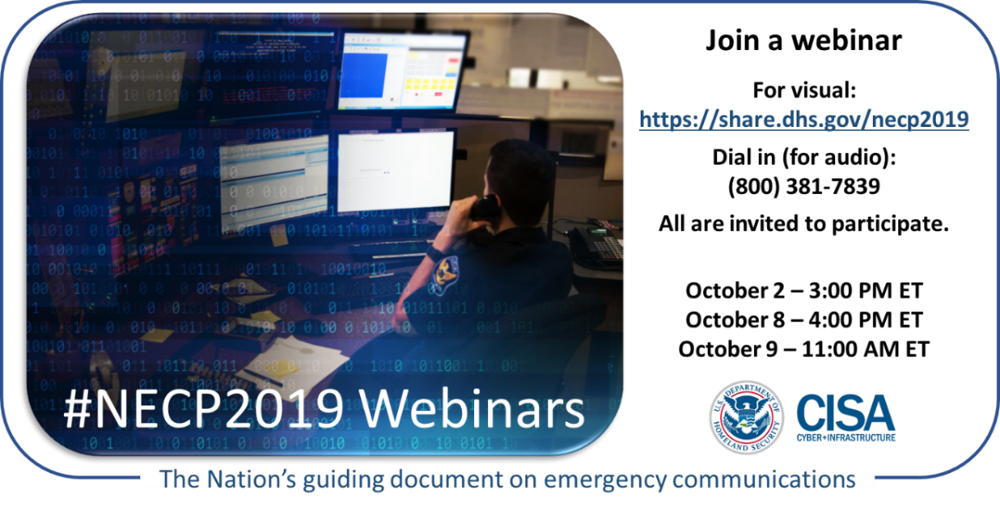 Join a webinar
For visual:
https://share.dhs.gov/necp2019
Dial in (for audio):
(800) 381-7839
All are invited to participate.
October 2 – 3:00 PM ET
October 8 – 4:00 PM ET
October 9 – 11:00 AM ET
#NECP2019 Webinars
U.S. DEPARTMENT OF HOMELAND SECURITY
CISA
CYBER+INFRASTRUCTURE
The Nation's guiding document on emergency communications